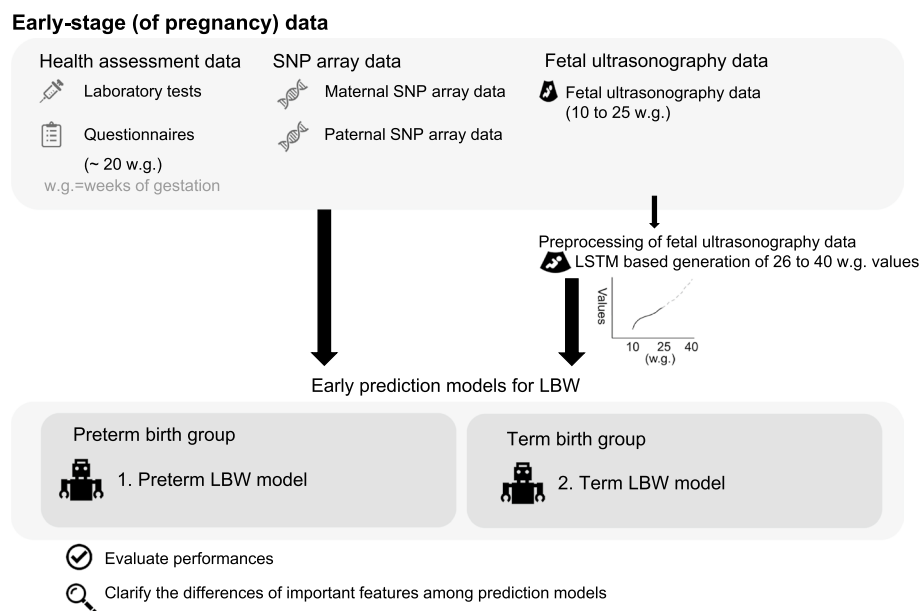 Early-stage (of pregnancy) data
Health assessment data
Laboratory tests
Questionnaires
(~ 20 w.g.)
w.g.=weeks of gestation
SNP array data
Maternal SNP array data
Paternal SNP array data
Fetal ultrasonography data
Fetal ultrasonography data
(10 to 25 w.g.)
Preprocessing of fetal ultrasonography data
LSTM based generation of 26 to 40 w.g. values
Values
10 25 40
(w.g.)
Early prediction models for LBW
Preterm birth group
1. Preterm LBW model
Term birth group
2. Term LBW model
Evaluate performances
Clarify the differences of important features among prediction models